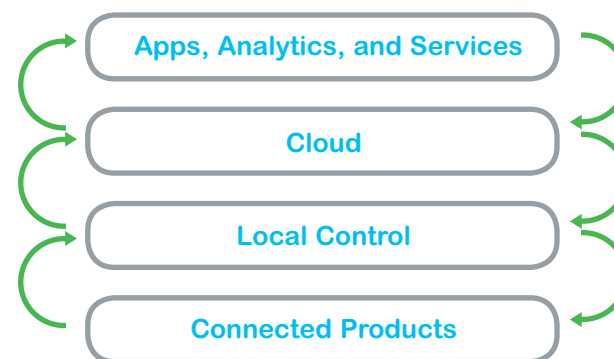 Apps, Analytics, and Services
Cloud
Local Control
Connected Products